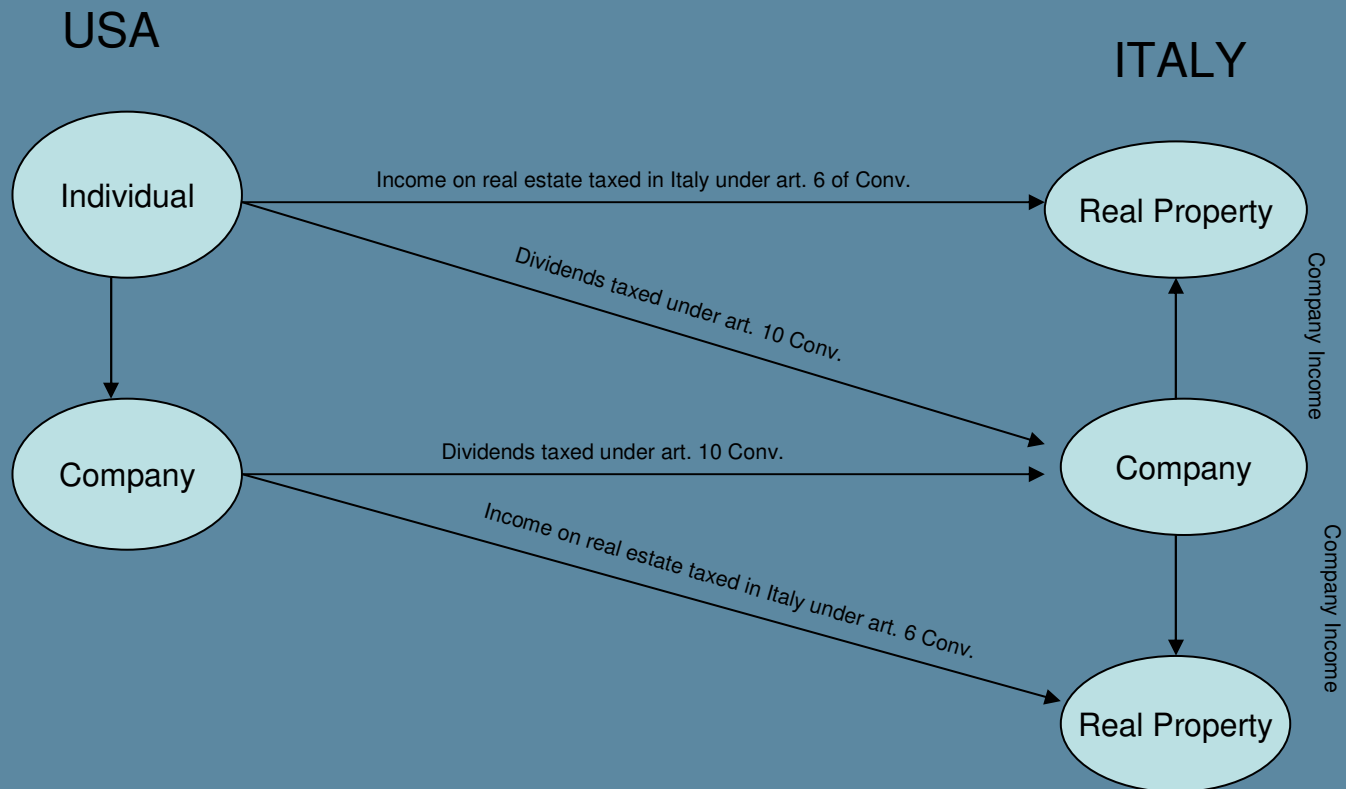 USA
ITALY
Individual
Income on real estate taxed in Italy under art. 6 of Conv.
Real Property
Dividends taxed under art. 10 Conv.
Company Income
Company
Dividends taxed under art. 10 Conv.
Company
Income on real estate taxed in Italy under art. 6 Conv.
Company Income
Real Property